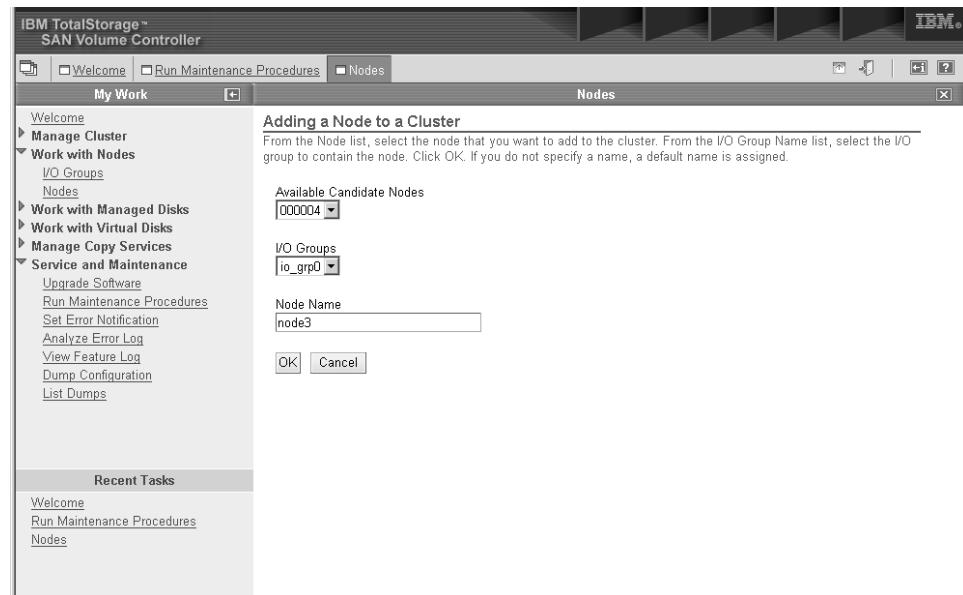 IBM TotalStorage™
SAN Volume Controller
IBM®
Welcome
Run Maintenance Procedures
Nodes
My Work
Nodes
Welcome
Manage Cluster
Work with Nodes
I/O Groups
Nodes
Work with Managed Disks
Work with Virtual Disks
Manage Copy Services
Service and Maintenance
Upgrade Software
Run Maintenance Procedures
Set Error Notification
Analyze Error Log
View Feature Log
Dump Configuration
List Dumps
Recent Tasks
Welcome
Run Maintenance Procedures
Nodes
Adding a Node to a Cluster
From the Node list, select the node that you want to add to the cluster. From the I/O Group Name list, select the I/O
group to contain the node. Click OK. If you do not specify a name, a default name is assigned.
Available Candidate Nodes
000004
I/O Groups
io_grp0
Node Name
node3
OK Cancel